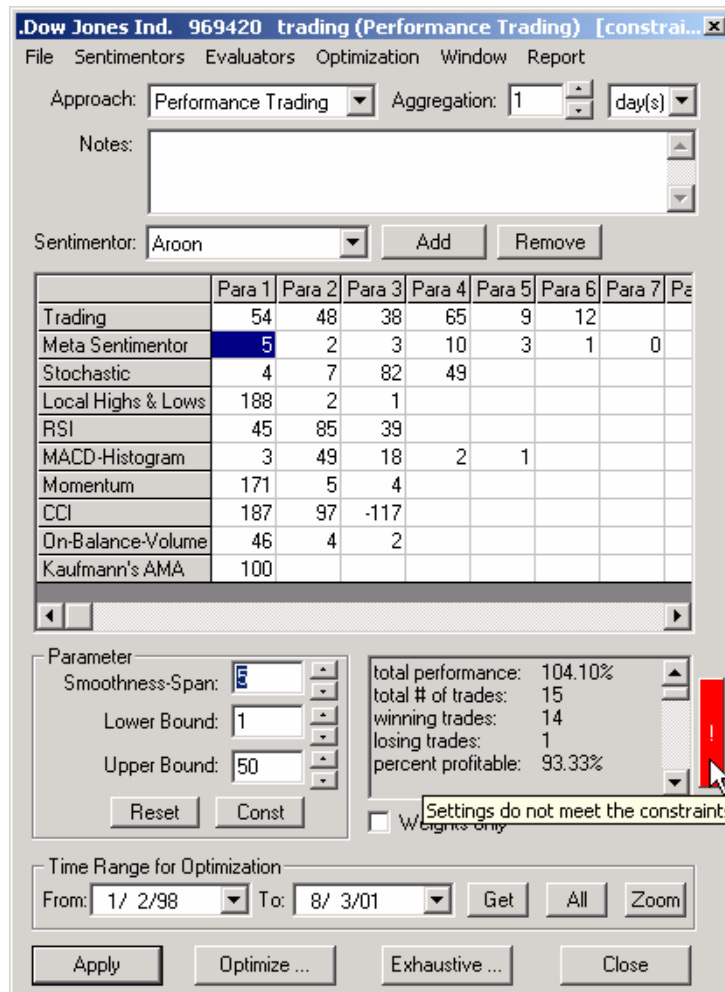 .Dow Jones Ind.   969420   trading (Performance Trading)   [constrai...
File   Sentimentors   Evaluators   Optimization   Window   Report
Approach: Performance Trading   Aggregation: 1   day(s)
Notes:
Sentimentor: Aroon   Add   Remove
Para 1   Para 2   Para 3   Para 4   Para 5   Para 6   Para 7   Pa
Trading   54   48   38   65   9   12
Meta Sentimentor   5   2   3   10   3   1   0
Stochastic   4   7   82   49
Local Highs & Lows   188   2   1
RSI   45   85   39
MACD-Histogram   3   49   18   2   1
Momentum   171   5   4
CCI   187   97   -117
On-Balance-Volume   46   4   2
Kaufmann's AMA   100
Parameter
Smoothness-Span: 5
Lower Bound: 1
Upper Bound: 50
Reset   Const
total performance:   104.10%
total # of trades:   15
winning trades:   14
losing trades:   1
percent profitable:   93.33%
!
Settings do not meet the constraint
Weights only
Time Range for Optimization
From: 1/ 2/98   To: 8/ 3/01   Get   All   Zoom
Apply   Optimize ...   Exhaustive ...   Close